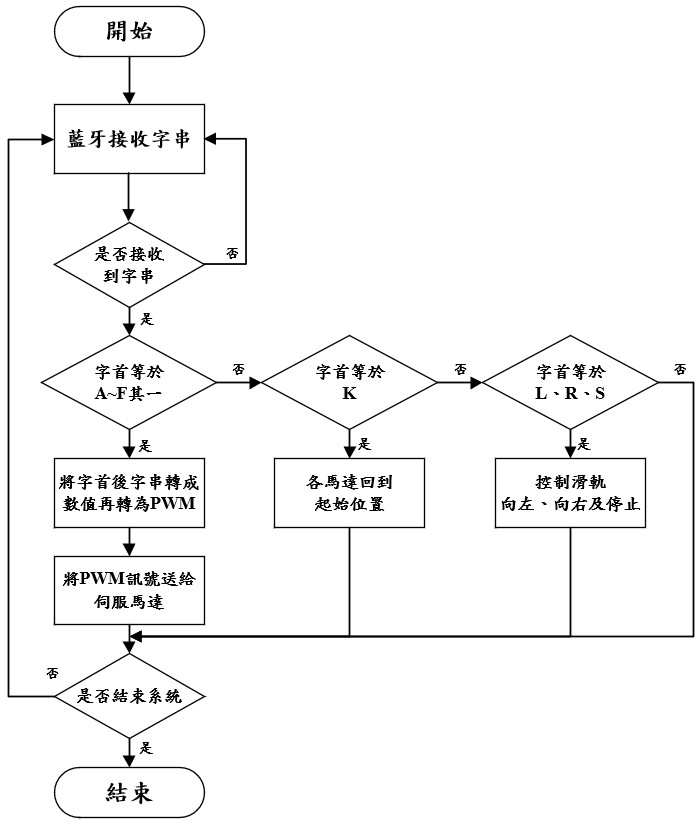 開始
藍牙接收字串
是否接收
到字串
否
是
字首等於
A~F其一
否
字首等於
K
否
字首等於
L、R、S
否
是
是
是
將字首後字串轉成
數值再轉為PWM
各馬達回到
起始位置
控制滑軌
向左、向右及停止
將PWM訊號送給
伺服馬達
否
是否結束系統
是
結束